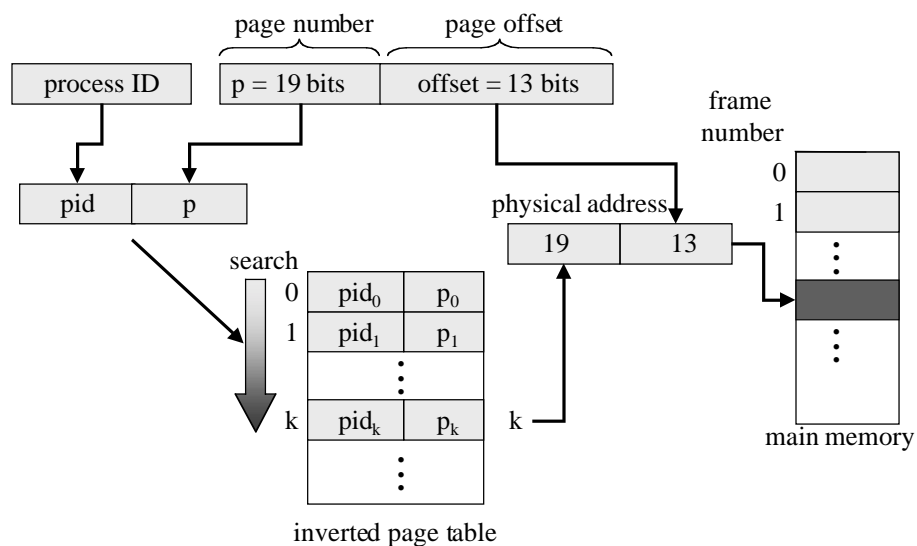 page number
page offset
process ID
p = 19 bits
offset = 13 bits
frame
number
0
1
pid
p
physical address
19
13
search
0
pid₀
p₀
1
pid₁
p₁
k
pidₖ
pₖ
k
main memory
inverted page table